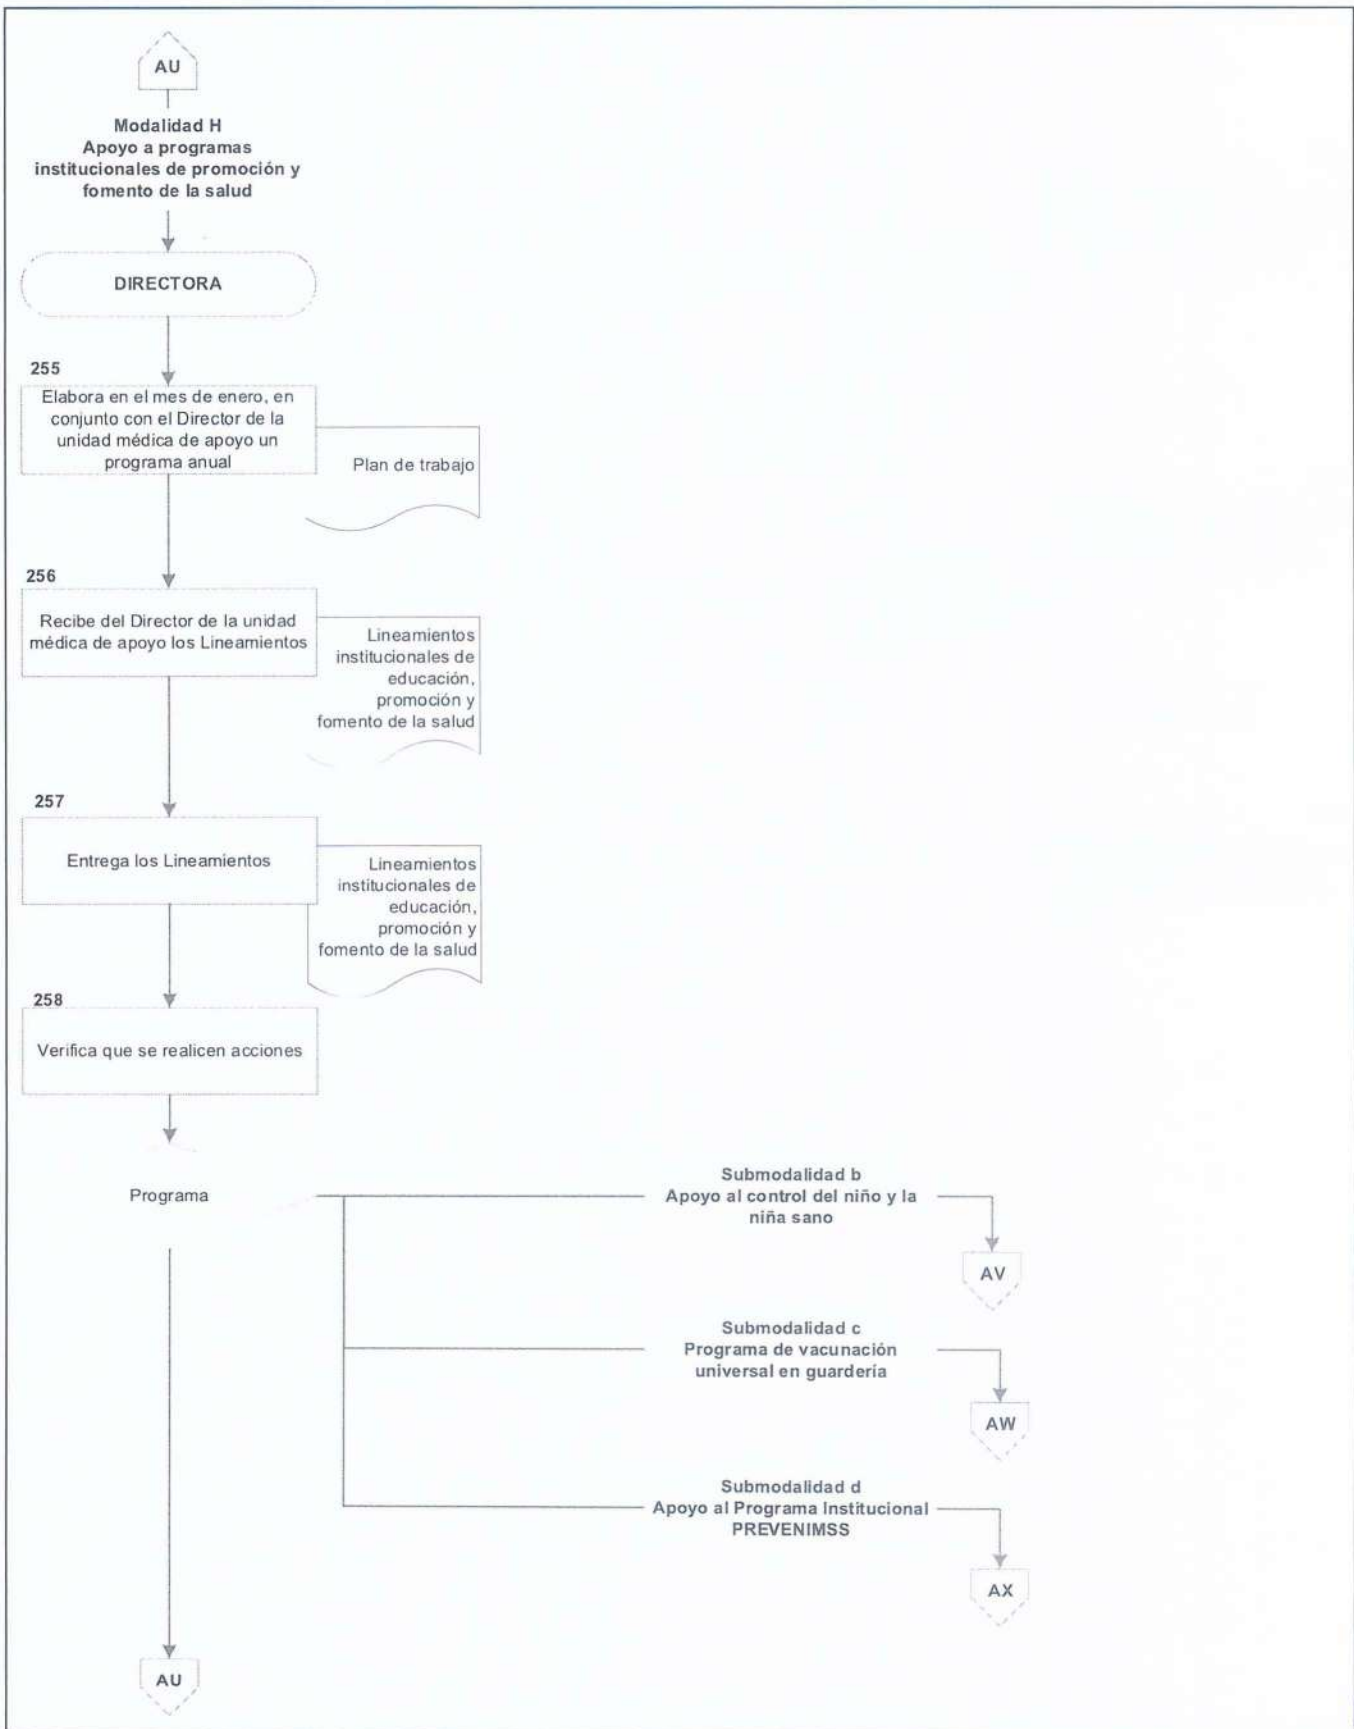 AU
Modalidad H
Apoyo a programas
institucionales de promoción y
fomento de la salud
DIRECTORA
255
Elabora en el mes de enero, en
conjunto con el Director de la
unidad médica de apoyo un
programa anual
Plan de trabajo
256
Recibe del Director de la unidad
médica de apoyo los Lineamientos
Lineamientos
institucionales de
educación,
promoción y
fomento de la salud
257
Entrega los Lineamientos
Lineamientos
institucionales de
educación,
promoción y
fomento de la salud
258
Verifica que se realicen acciones
Programa
Submodalidad b
Apoyo al control del niño y la
niña sano
AV
Submodalidad c
Programa de vacunación
universal en guardería
AW
Submodalidad d
Apoyo al Programa Institucional
PREVENIMSS
AX
AU